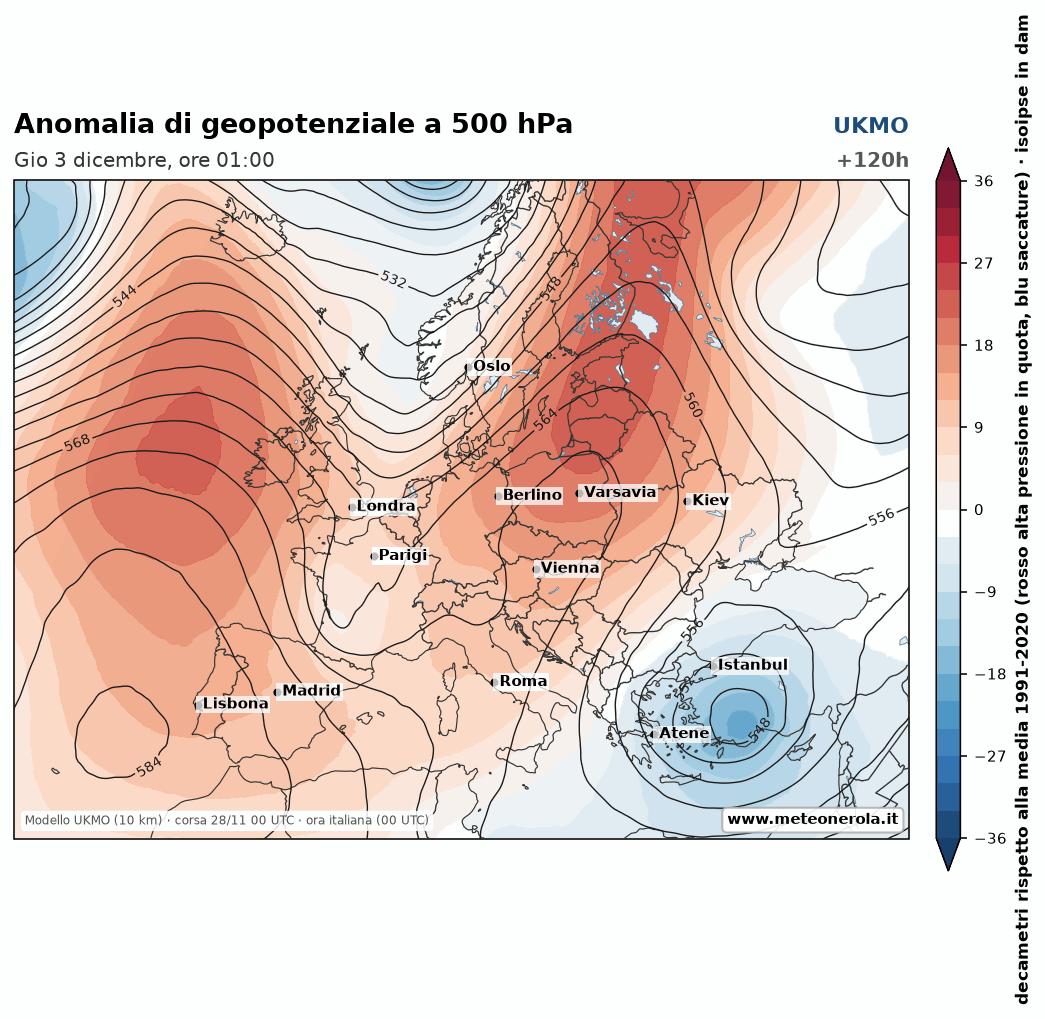 Anomalia di geopotenziale a 500 hPa
UKMO
Gio 3 dicembre, ore 01:00
+120h
decametri rispetto alla media 1991-2020 (rosso alta pressione in quota, blu saccature) · isoipse in dam
36
27
18
9
0
−9
−18
−27
−36
532
544
548
Oslo
560
564
568
Berlino
Varsavia
Kiev
Londra
556
Parigi
Vienna
556
Istanbul
Roma
Madrid
Lisbona
548
Atene
584
Modello UKMO (10 km) · corsa 28/11 00 UTC · ora italiana (00 UTC)
www.meteonerola.it